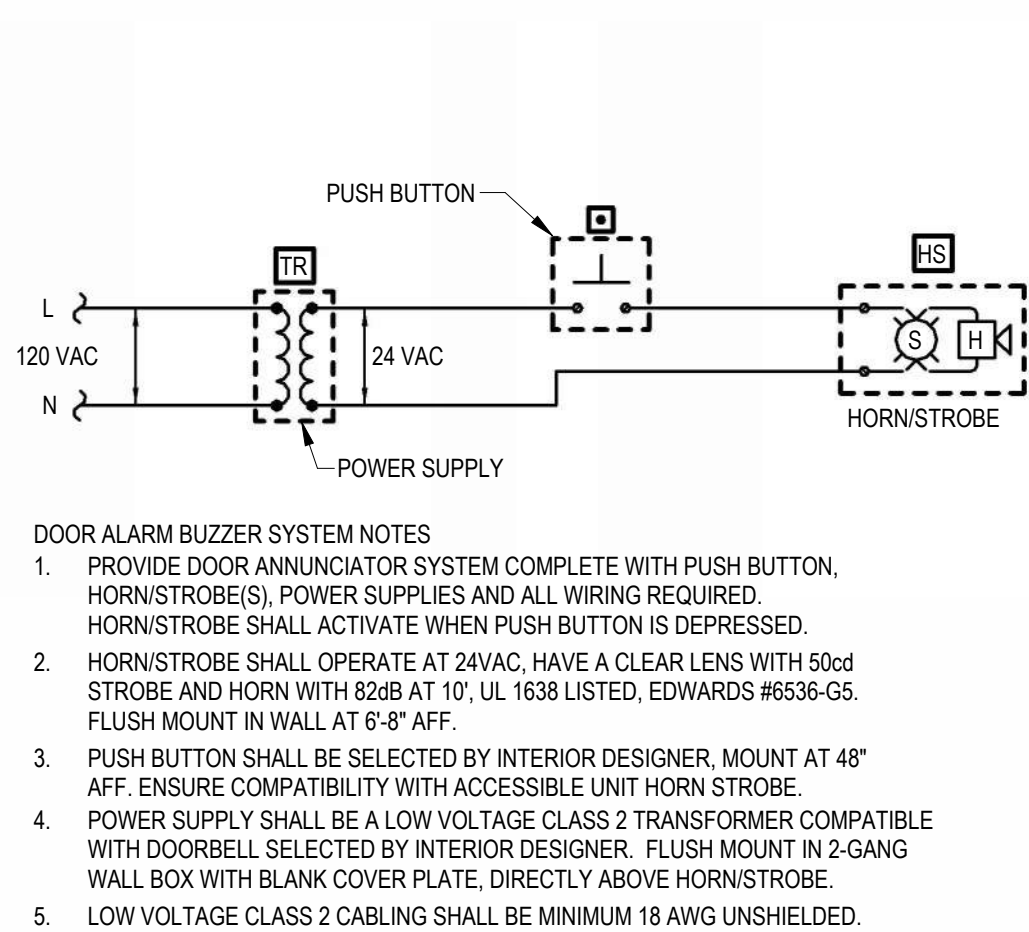 PUSH BUTTON
TR
HS
L
120 VAC
24 VAC
S
H
N
HORN/STROBE
POWER SUPPLY
DOOR ALARM BUZZER SYSTEM NOTES
1. PROVIDE DOOR ANNUNCIATOR SYSTEM COMPLETE WITH PUSH BUTTON,
HORN/STROBE(S), POWER SUPPLIES AND ALL WIRING REQUIRED.
HORN/STROBE SHALL ACTIVATE WHEN PUSH BUTTON IS DEPRESSED.
2. HORN/STROBE SHALL OPERATE AT 24VAC, HAVE A CLEAR LENS WITH 50cd
STROBE AND HORN WITH 82dB AT 10', UL 1638 LISTED, EDWARDS #6536-G5.
FLUSH MOUNT IN WALL AT 6'-8" AFF.
3. PUSH BUTTON SHALL BE SELECTED BY INTERIOR DESIGNER, MOUNT AT 48"
AFF. ENSURE COMPATIBILITY WITH ACCESSIBLE UNIT HORN STROBE.
4. POWER SUPPLY SHALL BE A LOW VOLTAGE CLASS 2 TRANSFORMER COMPATIBLE
WITH DOORBELL SELECTED BY INTERIOR DESIGNER. FLUSH MOUNT IN 2-GANG
WALL BOX WITH BLANK COVER PLATE, DIRECTLY ABOVE HORN/STROBE.
5. LOW VOLTAGE CLASS 2 CABLING SHALL BE MINIMUM 18 AWG UNSHIELDED.